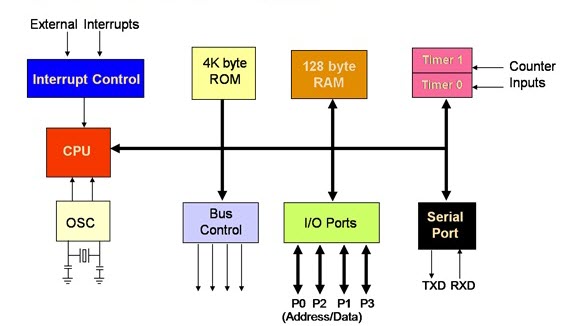 External Interrupts
Interrupt Control
4K byte
ROM
128 byte
RAM
Timer 1
Timer 0
Counter
Inputs
CPU
OSC
Bus
Control
I/O Ports
Serial
Port
P0 P2 P1 P3
(Address/Data)
TXD RXD